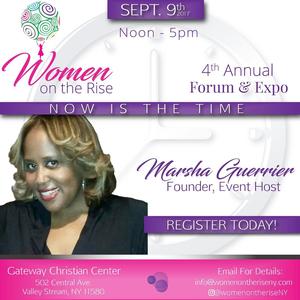 SEPT. 9th
2017
Noon - 5pm
Women
on the Rise
4th Annual
Forum & Expo
NOW IS THE TIME
Marsha Guerrier
Founder, Event Host
REGISTER TODAY!
Gateway Christian Center
502 Central Ave
Valley Stream, NY 11580
Email For Details:
info@womenontheriseny.com
@womenontheriseNY